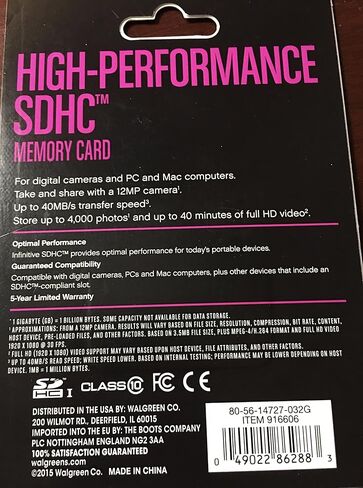 HIGH-PERFORMANCE
SDHC™
MEMORY CARD
For digital cameras and PC and Mac computers.
Take and share with a 12MP camera¹.
Up to 40MB/s transfer speed³.
Store up to 4,000 photos¹ and up to 40 minutes of full HD video².
Optimal Performance
Infinitive SDHC™ provides optimal performance for today's portable devices.
Guaranteed Compatibility
Compatible with digital cameras, PCs and Mac computers, plus other devices that include an
SDHC™-compliant slot.
5-Year Limited Warranty
* 1 GIGABYTE (GB) = 1 BILLION BYTES. SOME CAPACITY NOT AVAILABLE FOR DATA STORAGE.
¹ APPROXIMATIONS: FROM A 12MP CAMERA. RESULTS WILL VARY BASED ON FILE SIZE, RESOLUTION, COMPRESSION, BIT RATE, CONTENT,
HOST DEVICE, PRE-LOADED FILES, AND OTHER FACTORS. BASED ON 3.5MB FILE SIZE, PLUS MPEG-4/H.264 FORMAT AND FULL HD VIDEO
1920 X 1080 @ 30 FPS.
² FULL HD (1920 X 1080) VIDEO SUPPORT MAY VARY BASED UPON HOST DEVICE, FILE ATTRIBUTES, AND OTHER FACTORS.
³ UP TO 40MB/S READ SPEED; WRITE SPEED LOWER. BASED ON INTERNAL TESTING; PERFORMANCE MAY BE LOWER DEPENDING ON HOST
DEVICE. 1MB = 1 MILLION BYTES.
SD HC I CLASS 10
DISTRIBUTED IN THE USA BY: WALGREEN CO.
200 WILMOT RD., DEERFIELD, IL 60015
IMPORTED INTO THE EU BY: THE BOOTS COMPANY
PLC NOTTINGHAM ENGLAND NG2 3AA
100% SATISFACTION GUARANTEED
walgreens.com
©2015 Walgreen Co. MADE IN CHINA
80-56-14727-032G
ITEM 916606
0 49022 86288 3